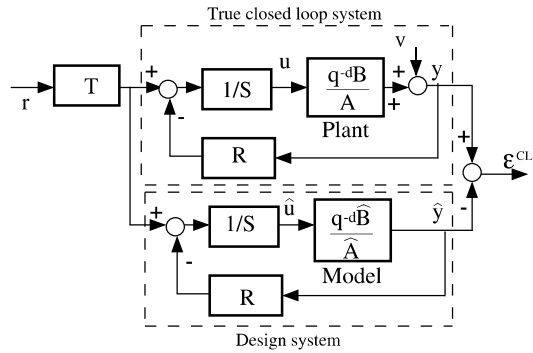 True closed loop system
v
u
y
+
1/S
q-dB
A
+
+
T
r
-
Plant
+
R
εCL
-
+
û
ŷ
1/S
q-dB̂
Â
-
Model
R
Design system